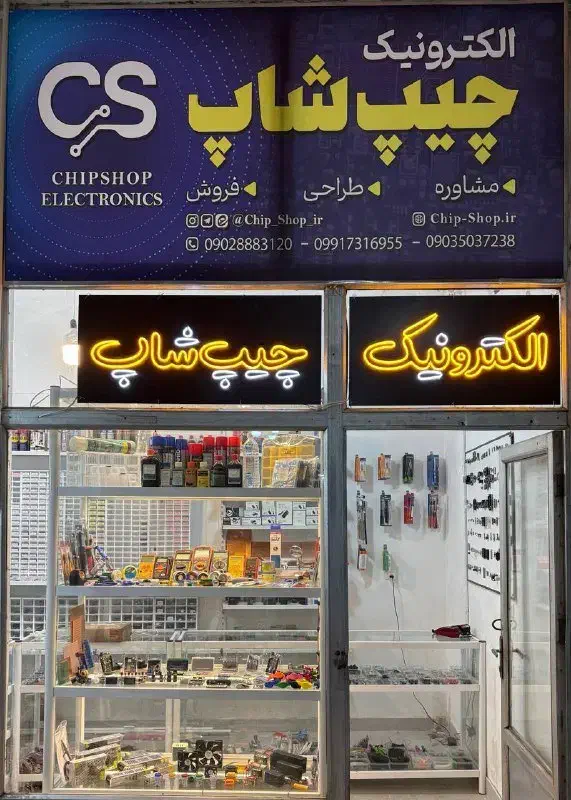 الکترونیک
چیپ شاپ
CS
CHIPSHOP
ELECTRONICS
مشاوره طراحی فروش
@Chip_Shop_ir Chip-Shop.ir
09028883120 - 09917316955 - 09035037238
الکترونیک چیپ شاپ